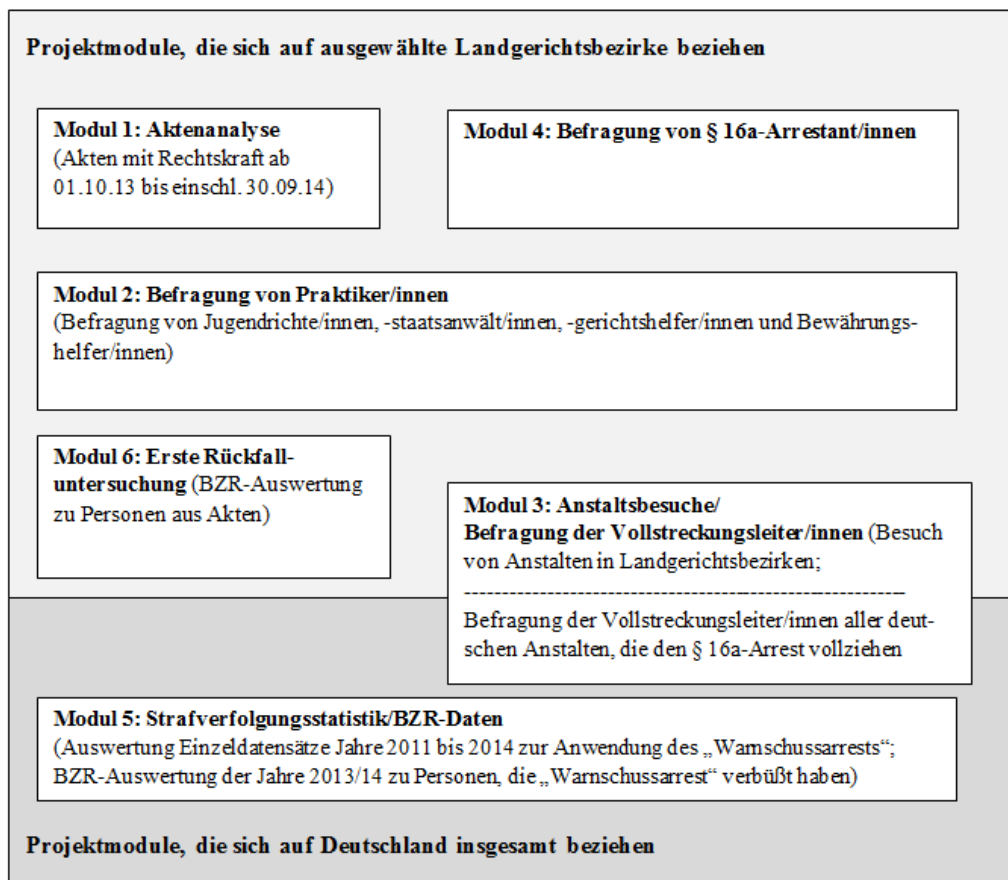 Projektmodule, die sich auf ausgewählte Landgerichtsbezirke beziehen
Modul 1: Aktenanalyse
(Akten mit Rechtskraft ab
01.10.13 bis einschl. 30.09.14)
Modul 4: Befragung von § 16a-Arrestant/innen
Modul 2: Befragung von Praktiker/innen
(Befragung von Jugendrichte/innen, -staatsanwält/innen, -gerichtshelfer/innen und Bewährungs-
helfer/innen)
Modul 6: Erste Rückfall-
untersuchung (BZR-Auswertung
zu Personen aus Akten)
Modul 3: Anstaltsbesuche/
Befragung der Vollstreckungsleiter/innen (Besuch
von Anstalten in Landgerichtsbezirken;
---------------------------------------------------------------
Befragung der Vollstreckungsleiter/innen aller deut-
schen Anstalten, die den § 16a-Arrest vollziehen
Modul 5: Strafverfolgungsstatistik/BZR-Daten
(Auswertung Einzeldatensätze Jahre 2011 bis 2014 zur Anwendung des „Warnschussarrests“;
BZR-Auswertung der Jahre 2013/14 zu Personen, die „Warnschussarrest“ verbüßt haben)
Projektmodule, die sich auf Deutschland insgesamt beziehen